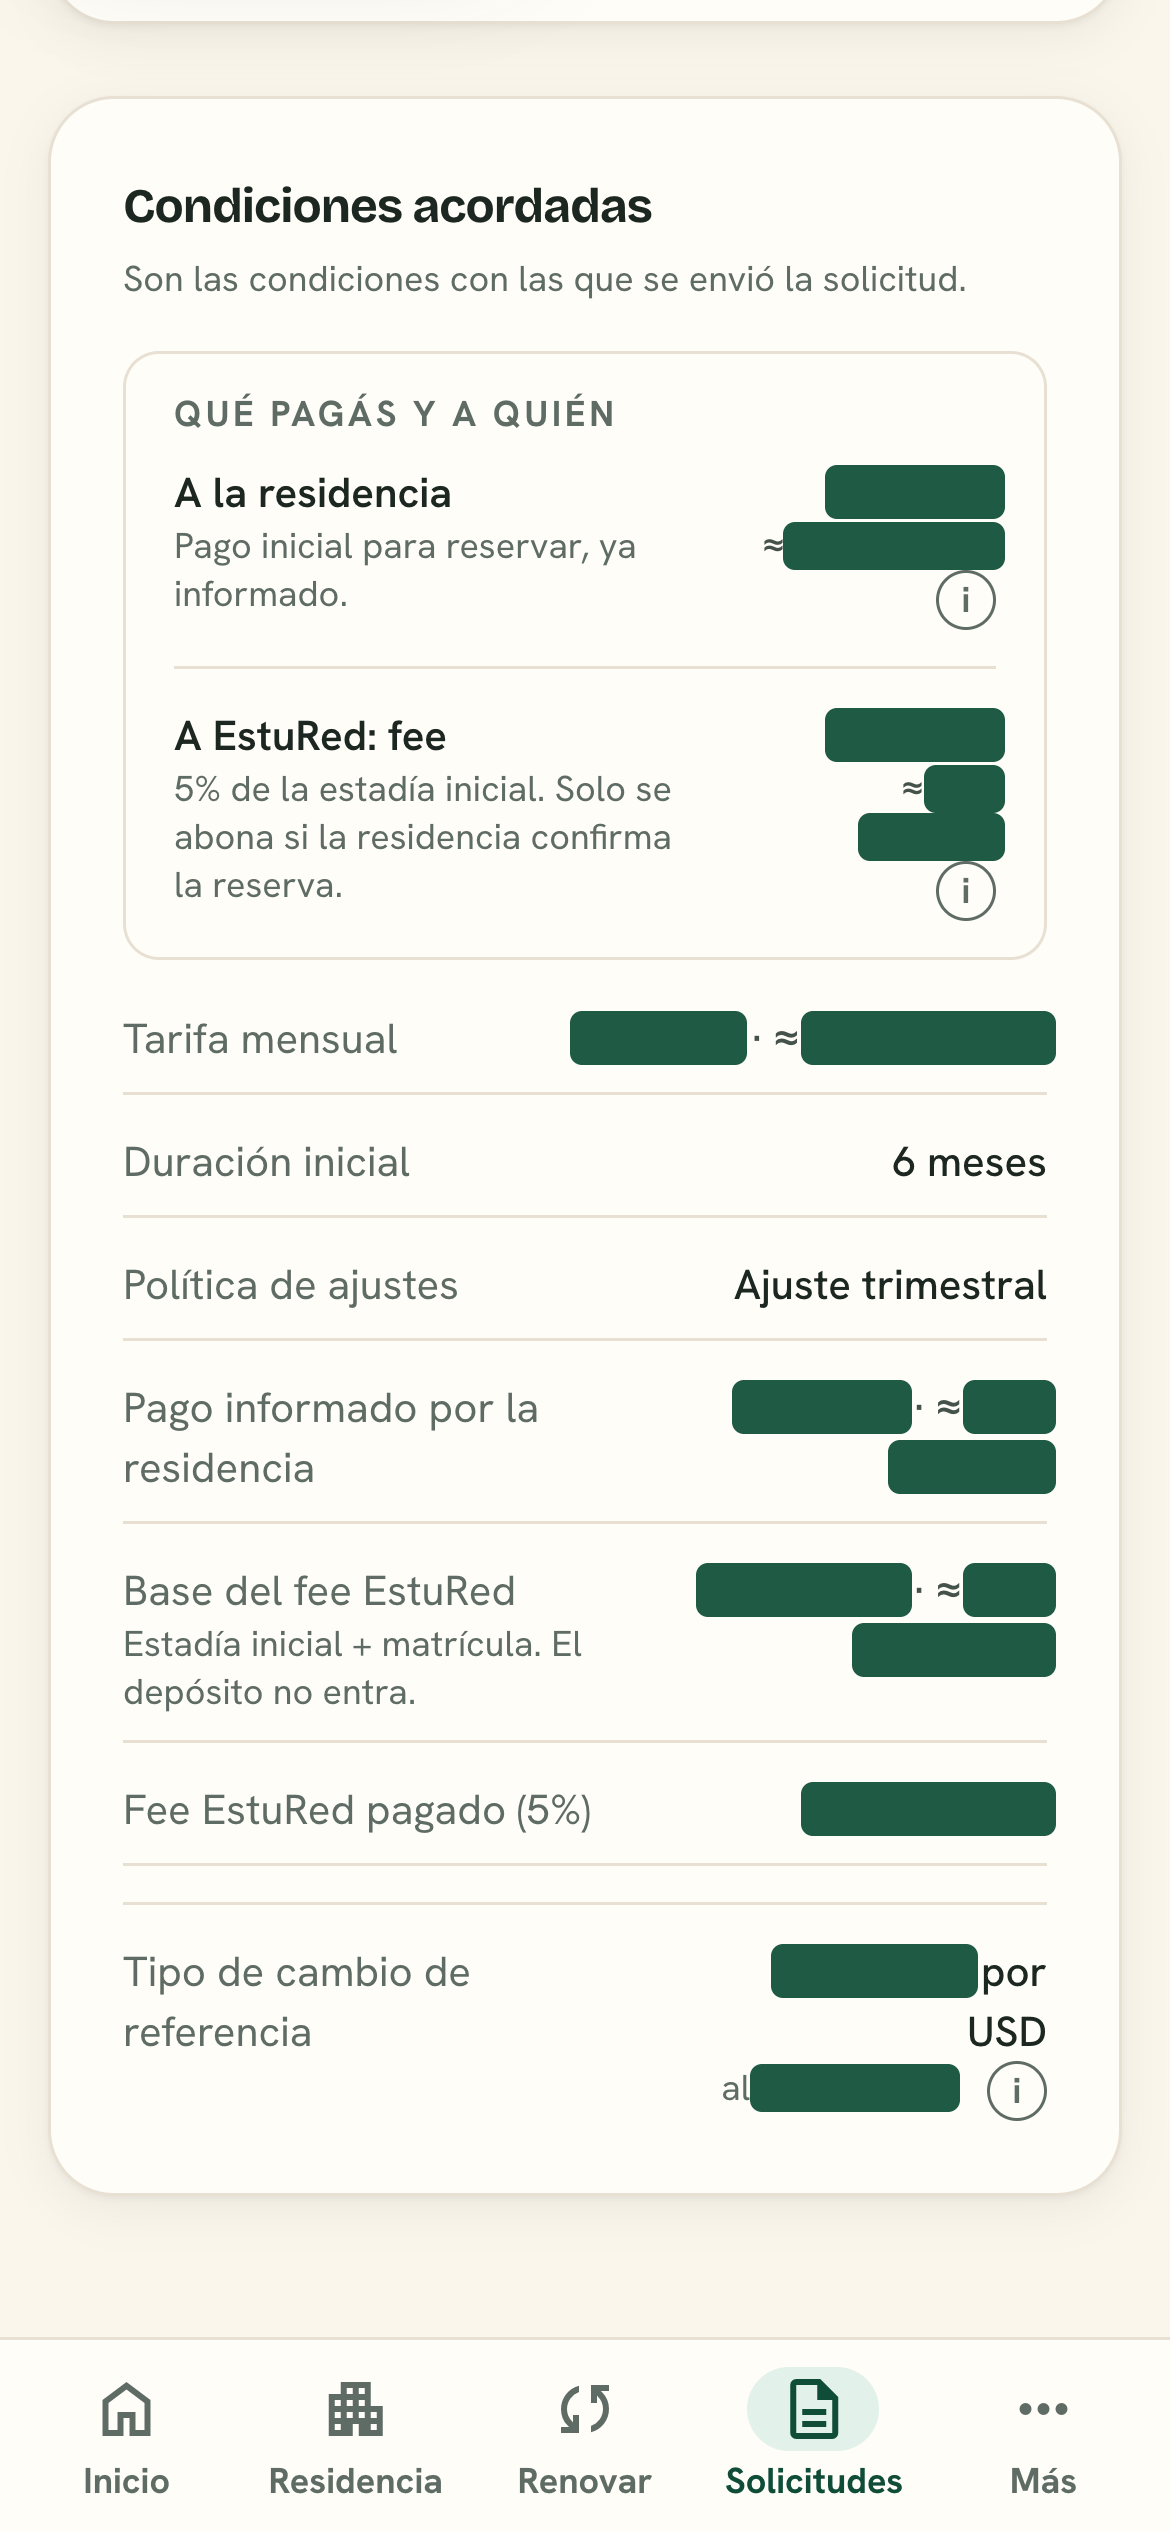 Condiciones acordadas
Son las condiciones con las que se envió la solicitud.
QUÉ PAGÁS Y A QUIÉN
A la residencia
Pago inicial para reservar, ya ≈
informado.
i
A EstuRed: fee
5% de la estadía inicial. Solo se ≈
abona si la residencia confirma
la reserva.
i
Tarifa mensual · ≈
Duración inicial 6 meses
Política de ajustes Ajuste trimestral
Pago informado por la · ≈
residencia
Base del fee EstuRed · ≈
Estadía inicial + matrícula. El
depósito no entra.
Fee EstuRed pagado (5%)
Tipo de cambio de por
referencia USD
al i
Inicio Residencia Renovar Solicitudes Más